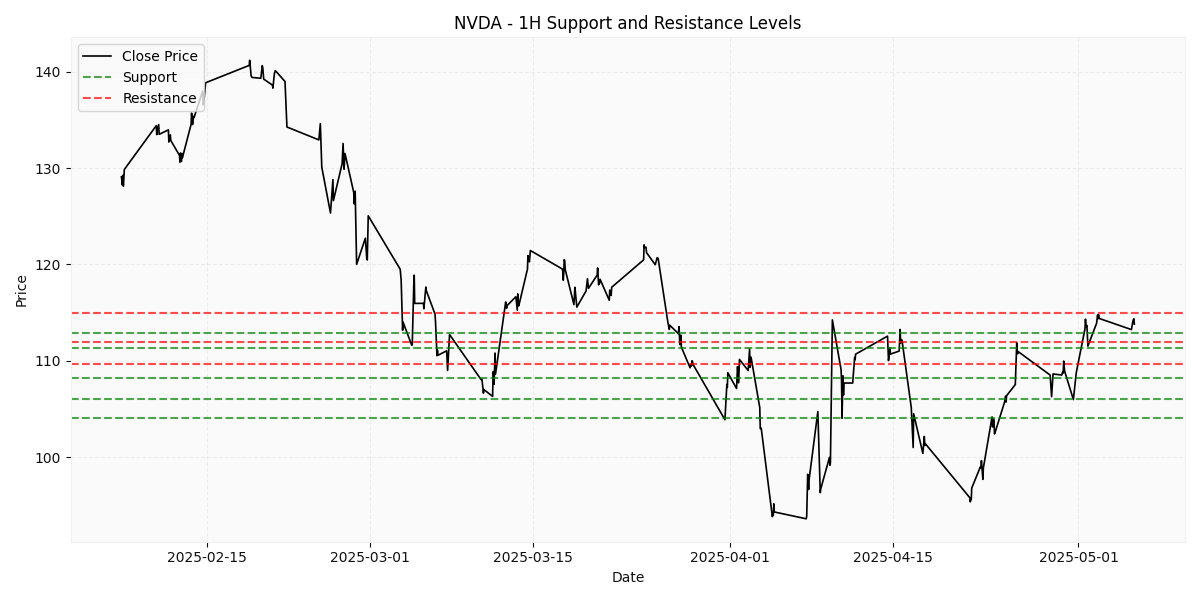 NVDA - 1H Support and Resistance Levels
Close Price
Support
Resistance
Price
140
130
120
110
100
2025-02-15 2025-03-01 2025-03-15 2025-04-01 2025-04-15 2025-05-01
Date